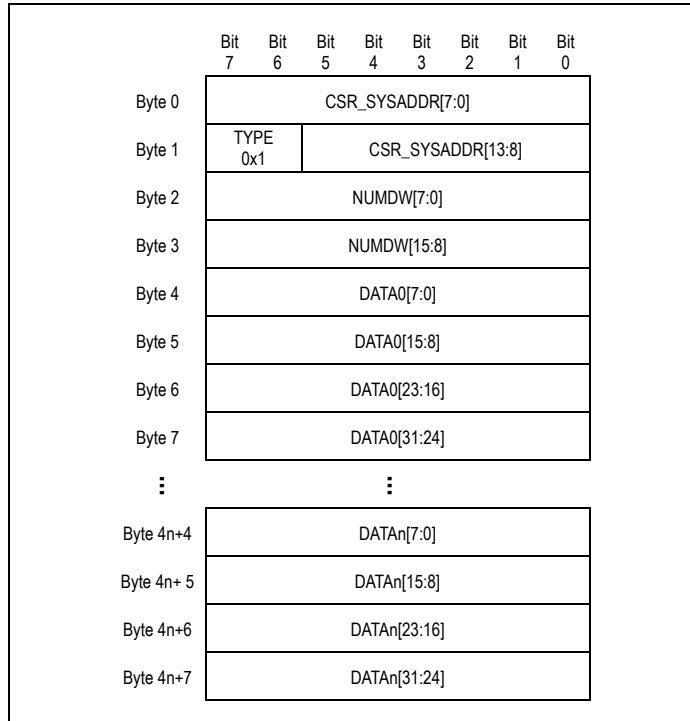 Bit Bit Bit Bit Bit Bit Bit Bit
7 6 5 4 3 2 1 0
Byte 0 CSR_SYSADDR[7:0]
Byte 1 TYPE 0x1 CSR_SYSADDR[13:8]
Byte 2 NUMDW[7:0]
Byte 3 NUMDW[15:8]
Byte 4 DATA0[7:0]
Byte 5 DATA0[15:8]
Byte 6 DATA0[23:16]
Byte 7 DATA0[31:24]
⋮ ⋮
Byte 4n+4 DATAn[7:0]
Byte 4n+ 5 DATAn[15:8]
Byte 4n+6 DATAn[23:16]
Byte 4n+7 DATAn[31:24]